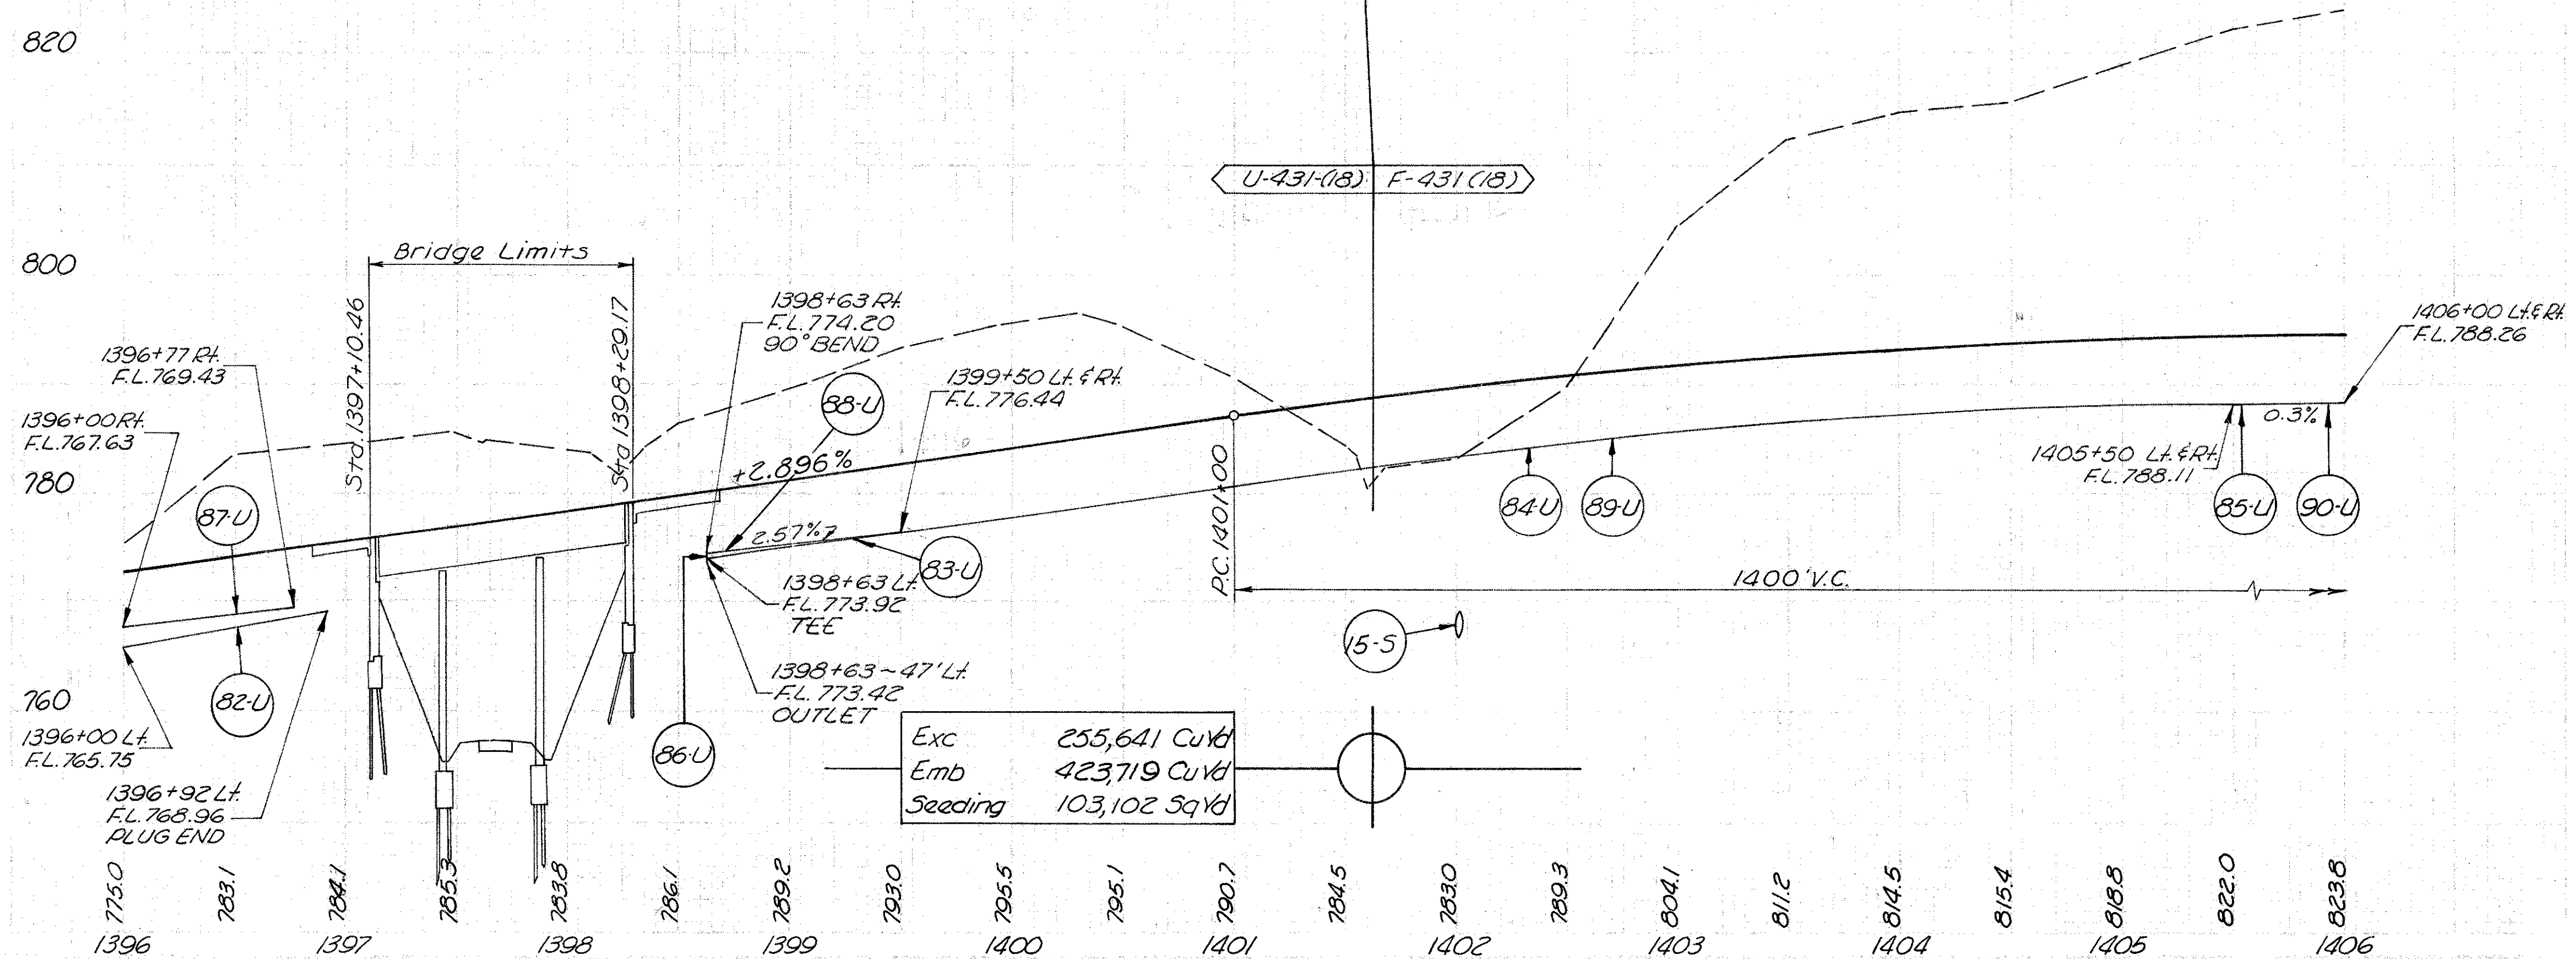 820
U-431-(18) F-431(18)
800
Bridge Limits
Sta. 1397+10.46
Sta 1398+29.17
1398+63 Rt.
F.L. 774.20
90° BEND
1406+00 Lt. & Rt.
F.L. 788.26
1396+77 Rt.
F.L. 769.43
1399+50 Lt. & Rt.
F.L. 776.44
88-U
1396+00 Rt.
F.L. 767.63
0.3%
1405+50 Lt. & Rt.
F.L. 788.11
+2.896%
780
87-U
84-U
89-U
85-U
90-U
P.C. 1401+00
2.57%
83-U
1398+63 Lt.
F.L. 773.92
TEE
1400' V.C.
15-S
1398+63 ~ 47' Lt.
F.L. 773.42
OUTLET
760
82-U
1396+00 Lt.
F.L. 765.75
86-U
Exc 255,641 CuYd
Emb 423,719 CuYd
Seeding 103,102 SqYd
1396+92 Lt.
F.L. 768.96
PLUG END
775.0 783.1 784.1 785.3 783.8 786.1 789.2 793.0 795.5 795.1 790.7 784.5 783.0 789.3 804.1 811.2 814.5 815.4 818.8 822.0 823.8
1396 1397 1398 1399 1400 1401 1402 1403 1404 1405 1406